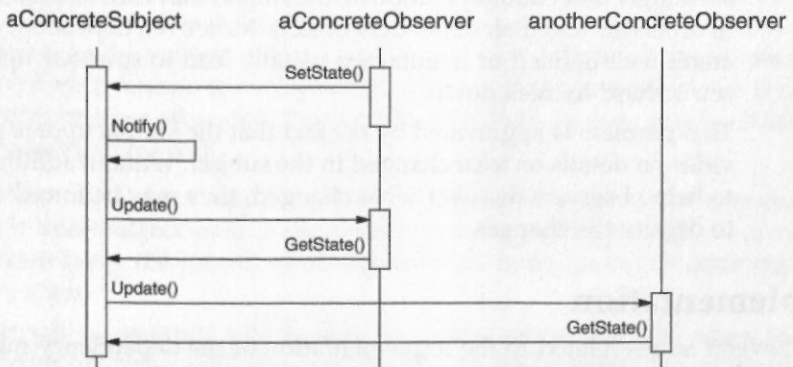 aConcreteSubject
aConcreteObserver
anotherConcreteObserver
SetState()
Notify()
Update()
GetState()
Update()
GetState()